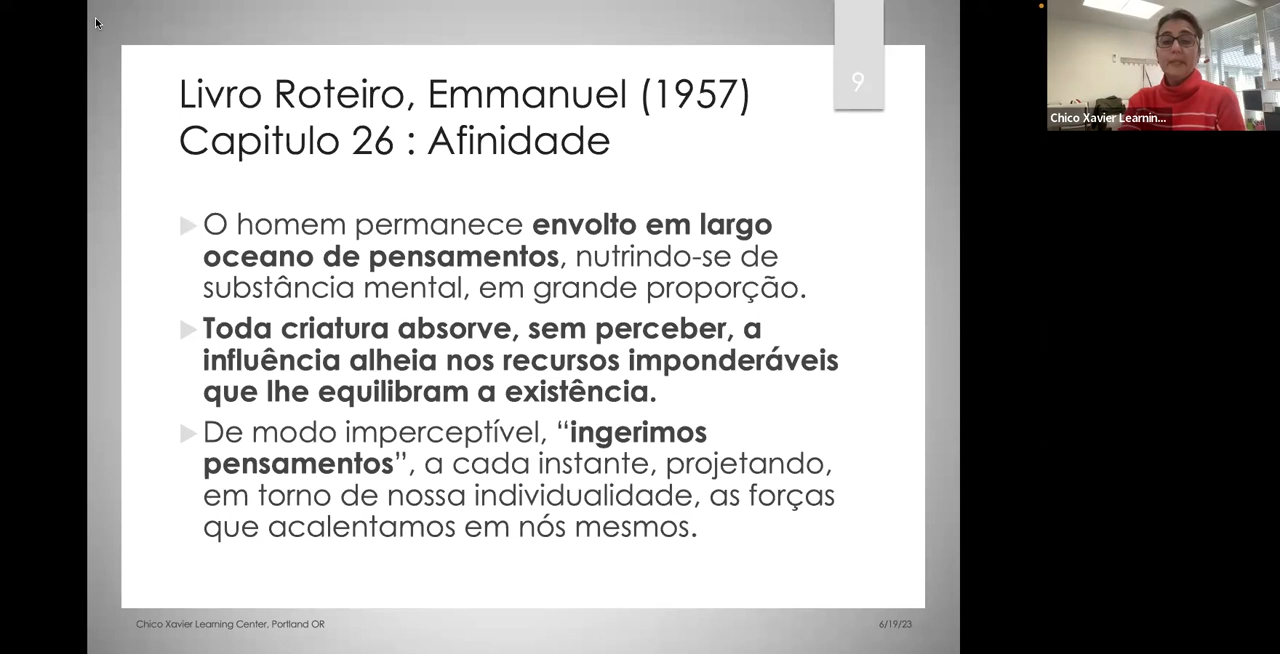 9
Livro Roteiro, Emmanuel (1957)
Capitulo 26 : Afinidade
O homem permanece envolto em largo
oceano de pensamentos, nutrindo-se de
substância mental, em grande proporção.
Toda criatura absorve, sem perceber, a
influência alheia nos recursos imponderáveis
que lhe equilibram a existência.
De modo imperceptível, “ingerimos
pensamentos”, a cada instante, projetando,
em torno de nossa individualidade, as forças
que acalentamos em nós mesmos.
Chico Xavier Learning Center, Portland OR
6/19/23
Chico Xavier Learnin...